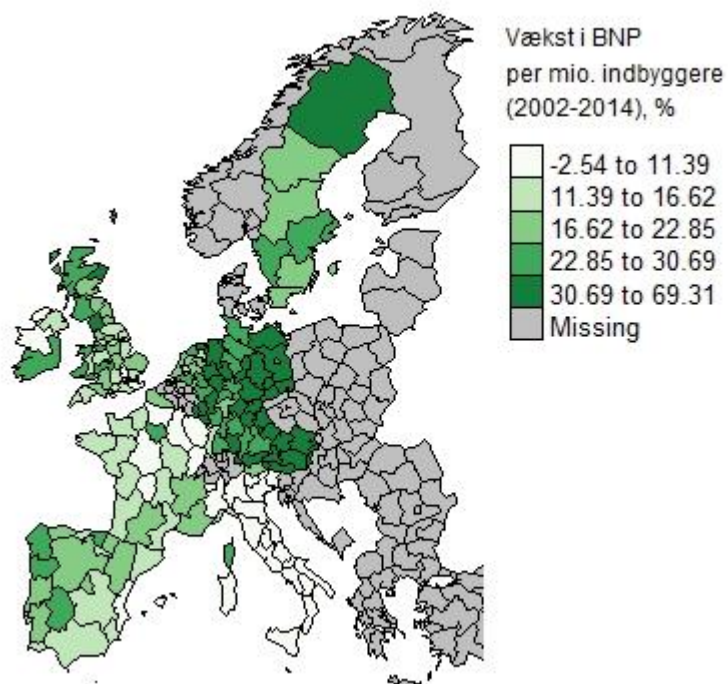 Vækst i BNP
per mio. indbyggere
(2002-2014), %
-2.54 to 11.39
11.39 to 16.62
16.62 to 22.85
22.85 to 30.69
30.69 to 69.31
Missing